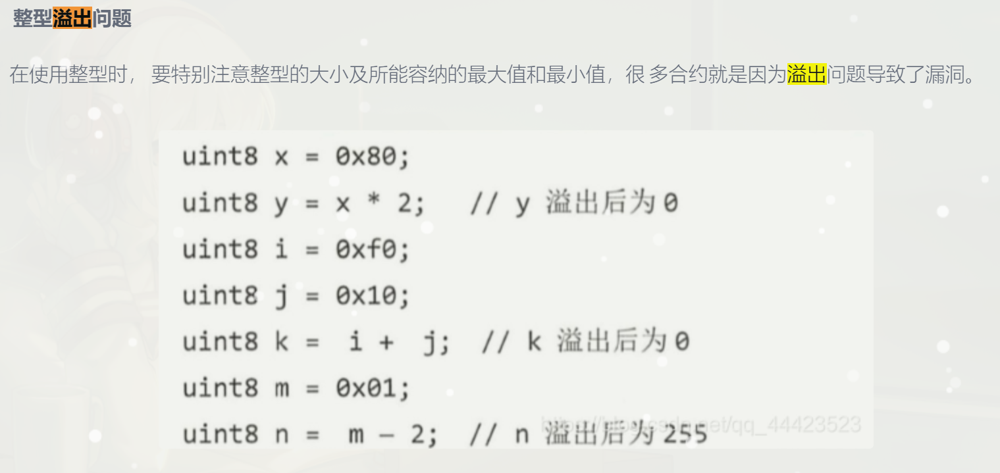 整型溢出问题
在使用整型时， 要特别注意整型的大小及所能容纳的最大值和最小值，很 多合约就是因为溢出问题导致了漏洞。
uint8 x = 0x80;
uint8 y = x * 2;   // y 溢出后为 0
uint8 i = 0xf0;
uint8 j = 0x10;
uint8 k =  i +  j;  // k 溢出后为 0
uint8 m = 0x01;
uint8 n =  m – 2;  // n 溢出后为 255
https://blog.csdn.net/qq_44423523